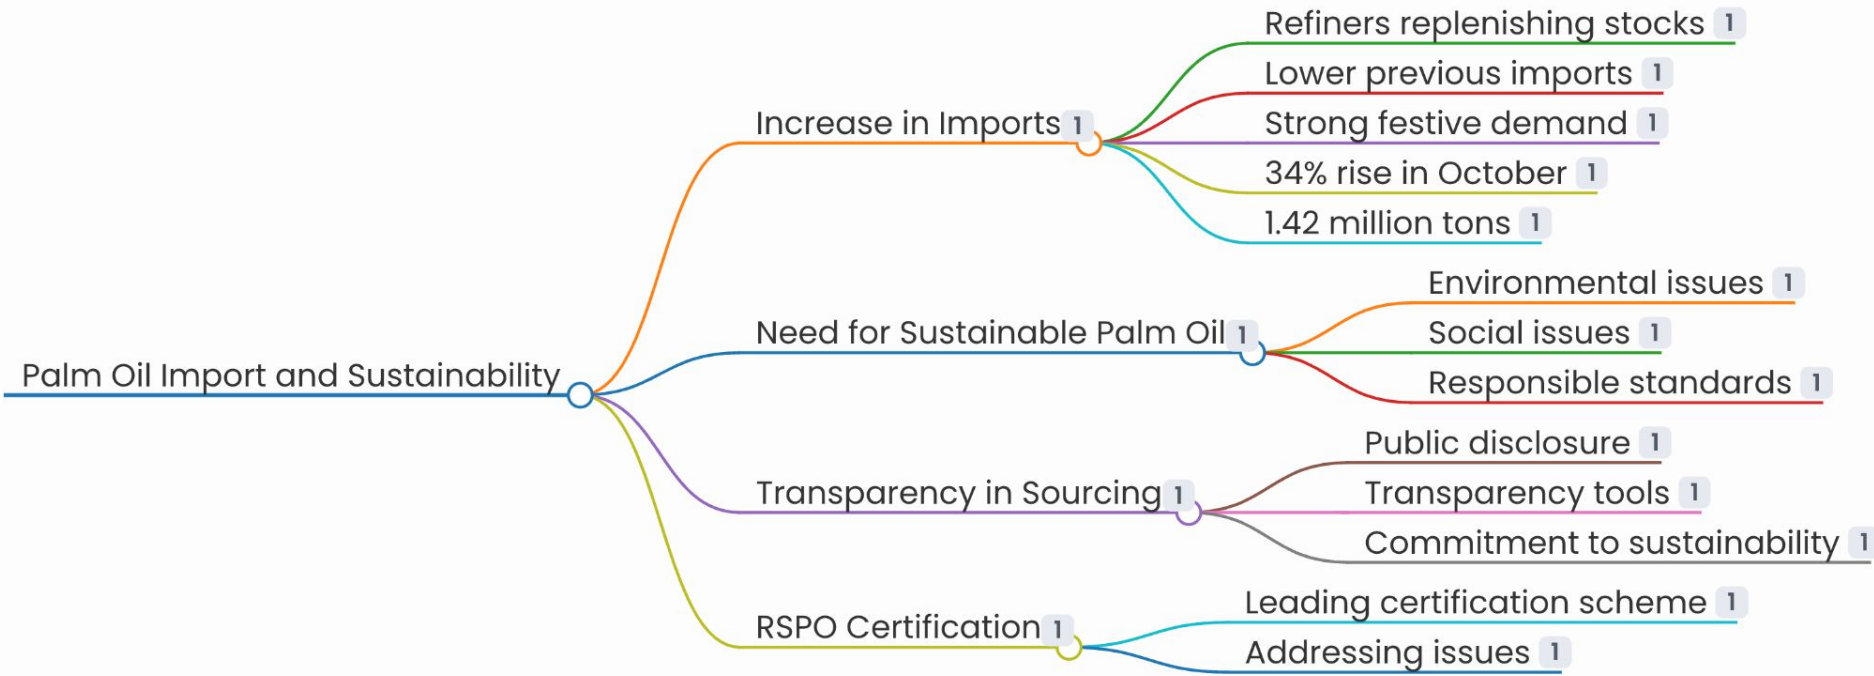 Palm Oil Import and Sustainability
Increase in Imports 1
Refiners replenishing stocks 1
Lower previous imports 1
Strong festive demand 1
34% rise in October 1
1.42 million tons 1
Need for Sustainable Palm Oil 1
Environmental issues 1
Social issues 1
Responsible standards 1
Transparency in Sourcing 1
Public disclosure 1
Transparency tools 1
Commitment to sustainability 1
RSPO Certification 1
Leading certification scheme 1
Addressing issues 1